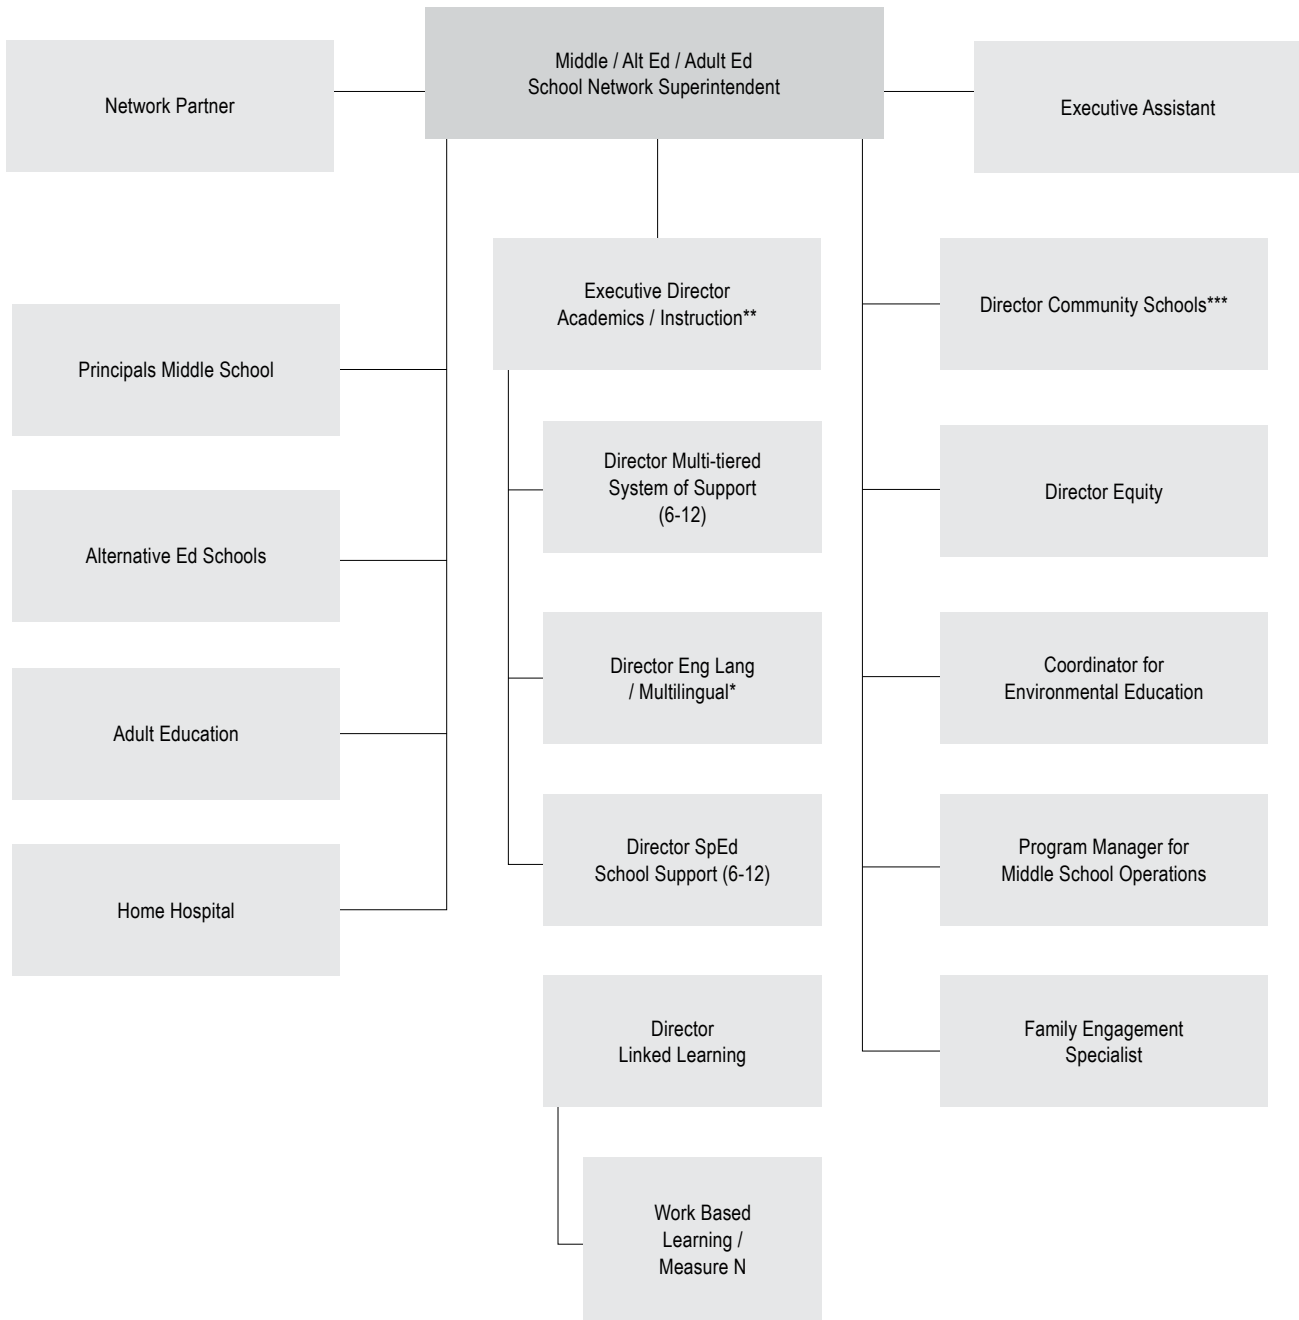 Middle / Alt Ed / Adult Ed
School Network Superintendent
Network Partner
Executive Assistant
Principals Middle School
Alternative Ed Schools
Adult Education
Home Hospital
Executive Director
Academics / Instruction**
Director Multi-tiered
System of Support
(6-12)
Director Eng Lang
/ Multilingual*
Director SpEd
School Support (6-12)
Director
Linked Learning
Work Based
Learning /
Measure N
Director Community Schools***
Director Equity
Coordinator for
Environmental Education
Program Manager for
Middle School Operations
Family Engagement
Specialist